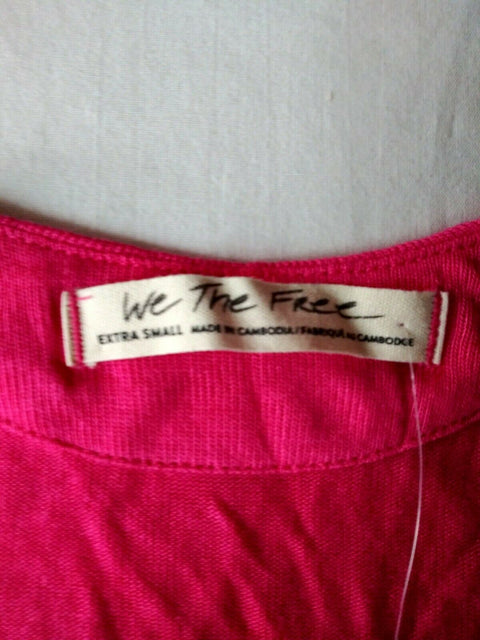 We The Free
EXTRA SMALL MADE IN CAMBODIA / FABRIQUÉ AU CAMBODGE